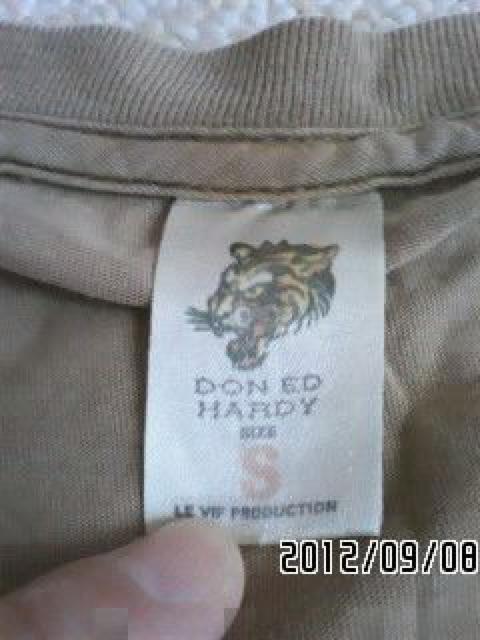 DON ED
HARDY
SIZE
S
LE VIF PRODUCTION
2012/09/08